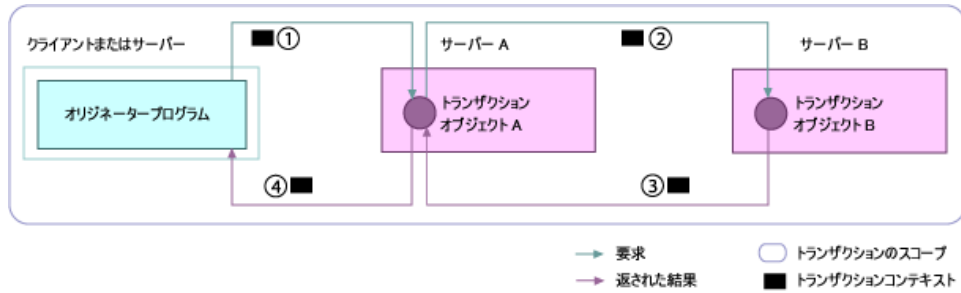 クライアントまたはサーバー
① サーバー A
② サーバー B
オリジネータープログラム
トランザクション
オブジェクトA
トランザクション
オブジェクトB
④
③
要求
トランザクションのスコープ
返された結果
トランザクションコンテキスト